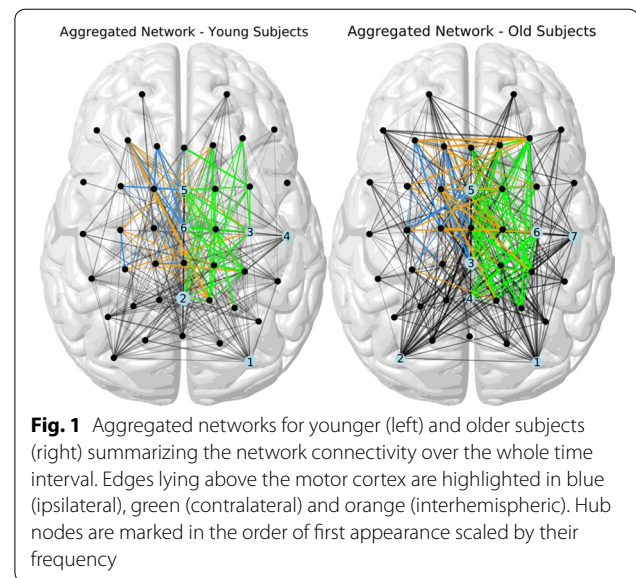 Aggregated Network - Young Subjects
Aggregated Network - Old Subjects
5
6
3
4
2
1
5
6
7
3
4
2
1
Fig. 1 Aggregated networks for younger (left) and older subjects
(right) summarizing the network connectivity over the whole time
interval. Edges lying above the motor cortex are highlighted in blue
(ipsilateral), green (contralateral) and orange (interhemispheric). Hub
nodes are marked in the order of first appearance scaled by their
frequency